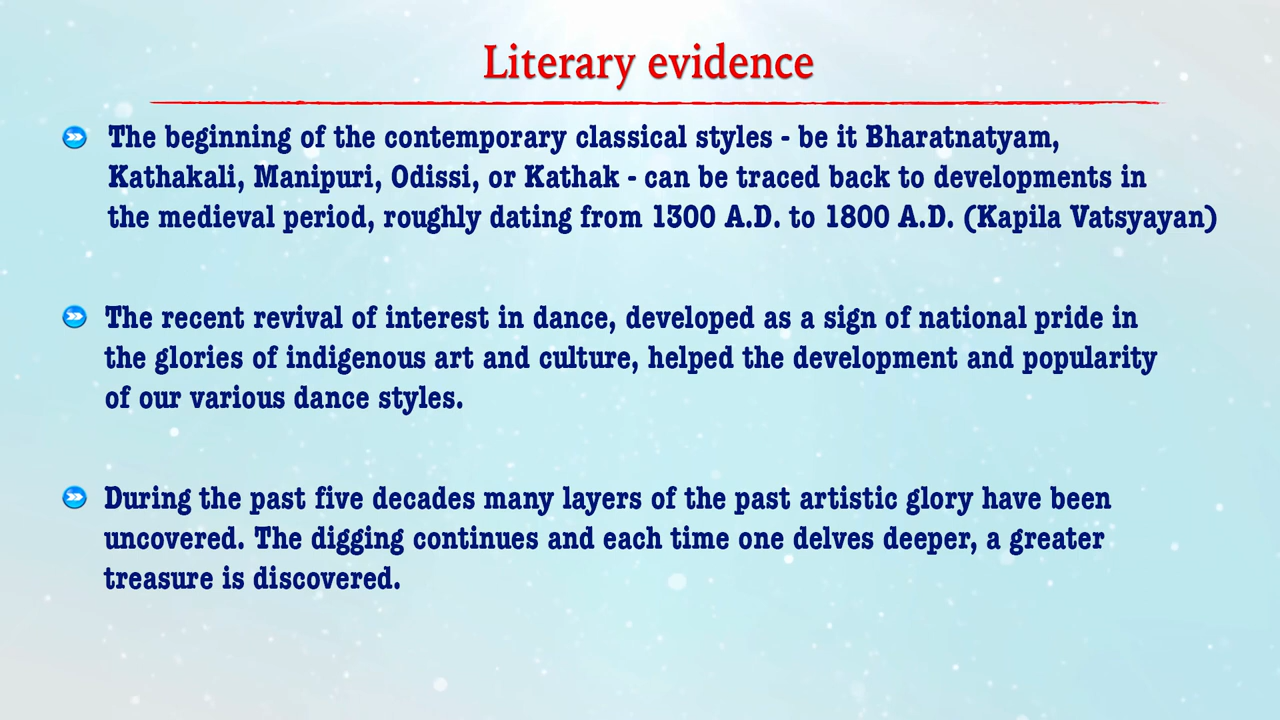 Literary evidence
The beginning of the contemporary classical styles - be it Bharatnatyam,
Kathakali, Manipuri, Odissi, or Kathak - can be traced back to developments in
the medieval period, roughly dating from 1300 A.D. to 1800 A.D. (Kapila Vatsyayan)
The recent revival of interest in dance, developed as a sign of national pride in
the glories of indigenous art and culture, helped the development and popularity
of our various dance styles.
During the past five decades many layers of the past artistic glory have been
uncovered. The digging continues and each time one delves deeper, a greater
treasure is discovered.